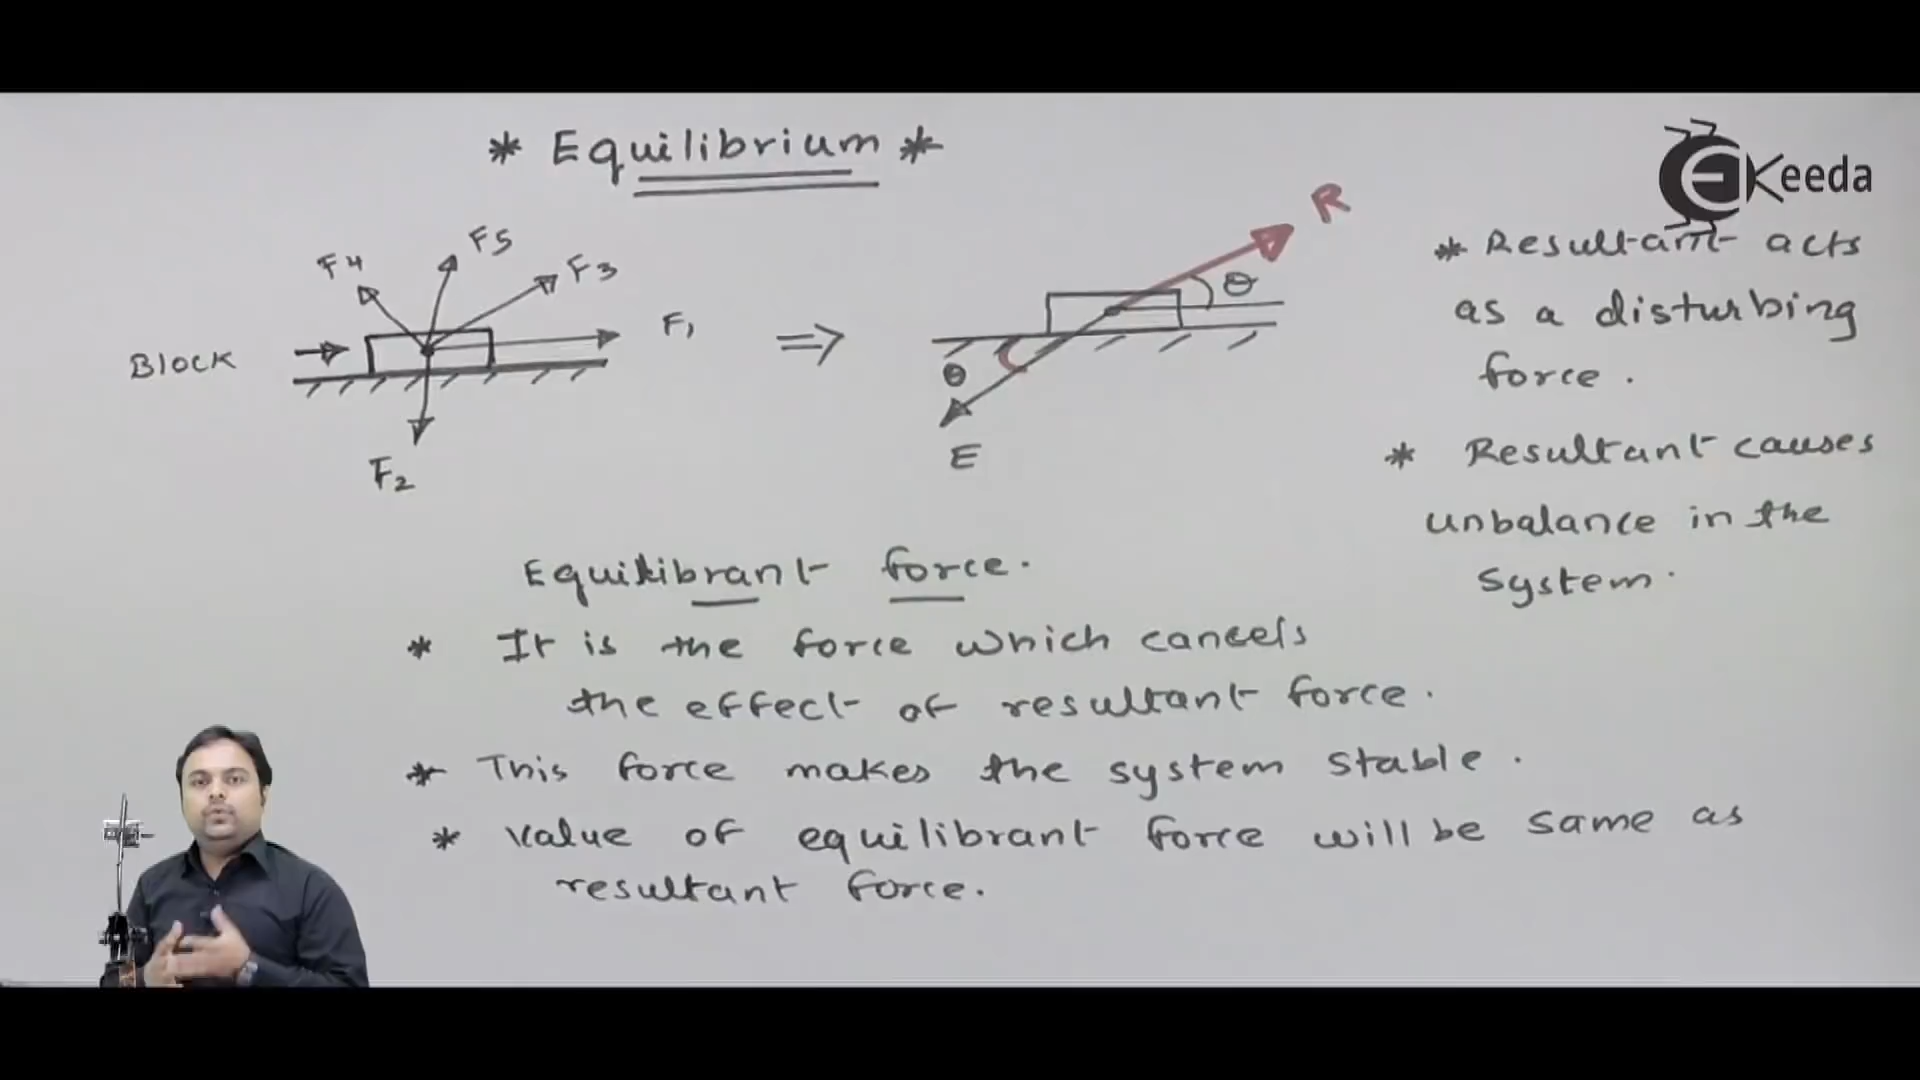 * Equilibrium *
EKeeda
F4
F5
F3
F1
Block
F2
R
θ
θ
E
* Resultant acts
as a disturbing
force.
* Resultant causes
unbalance in the
system.
Equilibrant force.
* It is the force which cancels
the effect of resultant force.
* This force makes the system stable.
* Value of equilibrant force will be same as
resultant force.